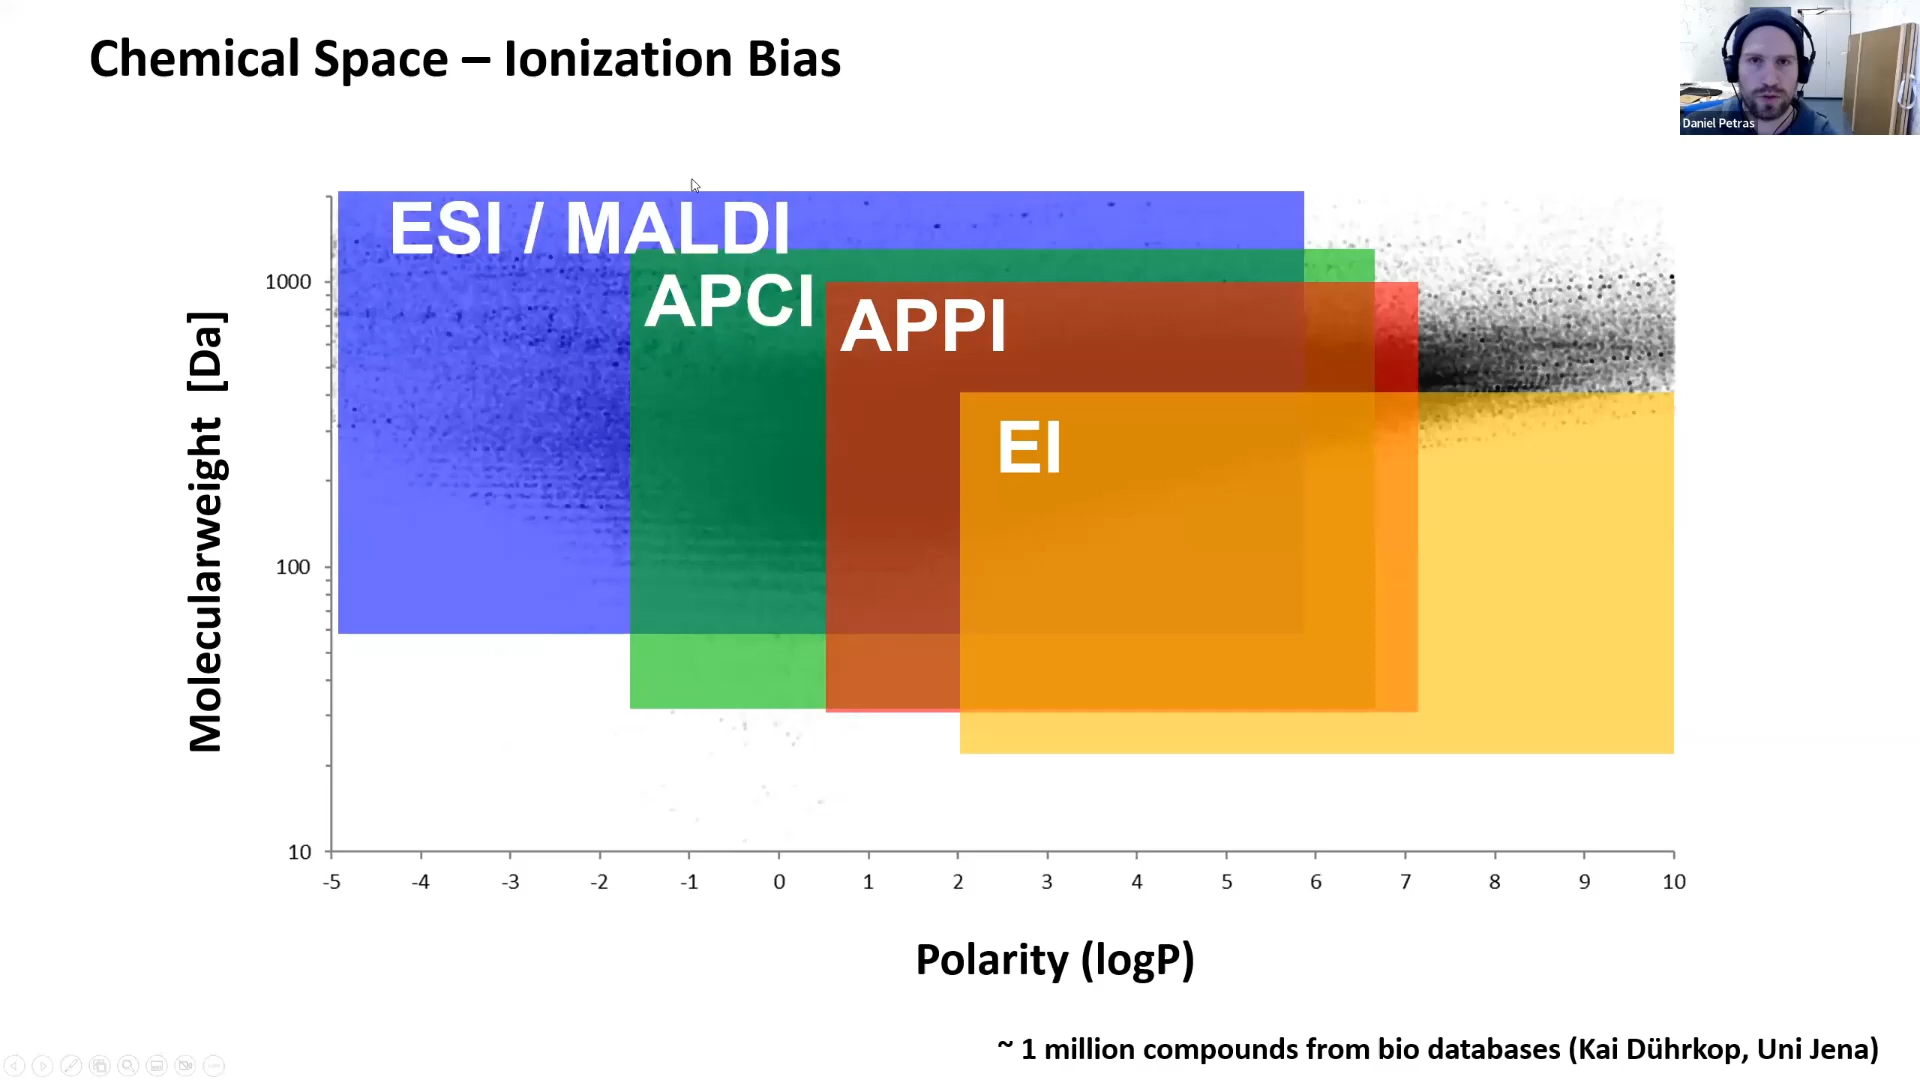 Chemical Space – Ionization Bias
Daniel Petras
ESI / MALDI
APCI
APPI
EI
Molecularweight [Da]
1000
100
10
-5 -4 -3 -2 -1 0 1 2 3 4 5 6 7 8 9 10
Polarity (logP)
~ 1 million compounds from bio databases (Kai Dührkop, Uni Jena)